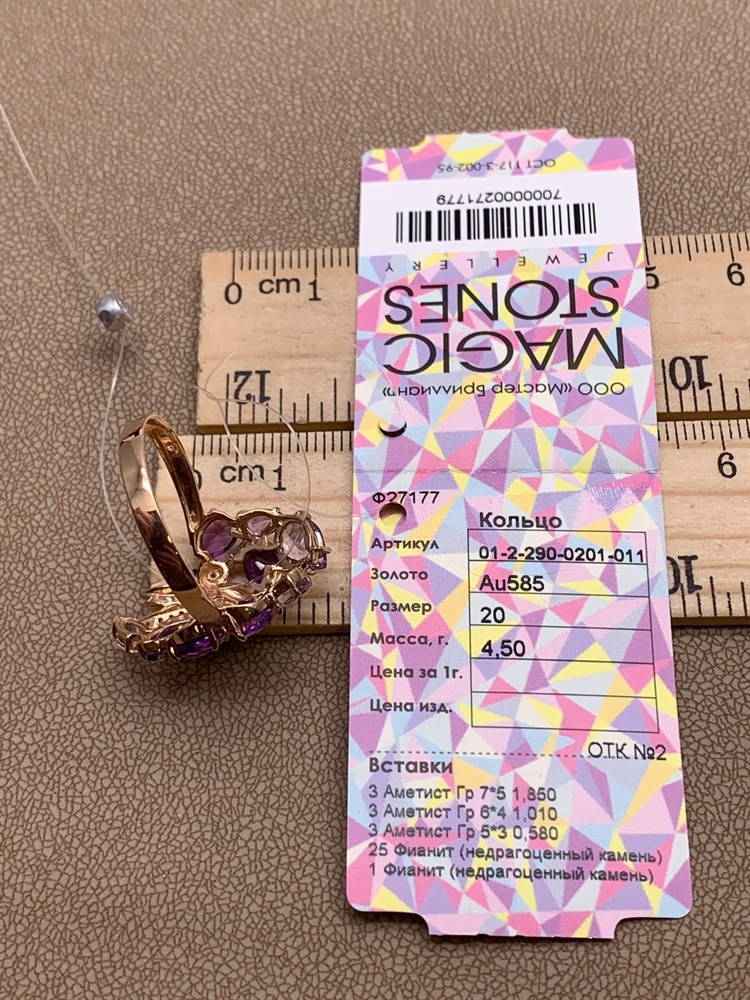 ОСТ 117-3-002-95
7000000271779
JEWELLERY
MAGIC
STONES
ООО «Мастер Бриллиант»
0 cm 1
5 6
12
10
cm 1
6
10
Ф27177
Кольцо
Артикул 01-2-290-0201-011
Золото Au585
Размер 20
Масса, г. 4,50
Цена за 1г.
Цена изд.
ОТК №2
Вставки
3 Аметист Гр 7*5 1,850
3 Аметист Гр 6*4 1,010
3 Аметист Гр 5*3 0,580
25 Фианит (недрагоценный камень)
1 Фианит (недрагоценный камень)